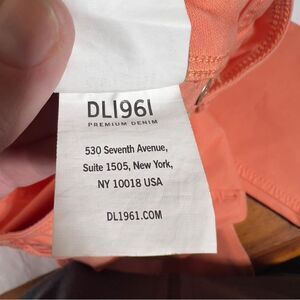 DL1961
PREMIUM DENIM
530 Seventh Avenue,
Suite 1505, New York,
NY 10018 USA
DL1961.COM